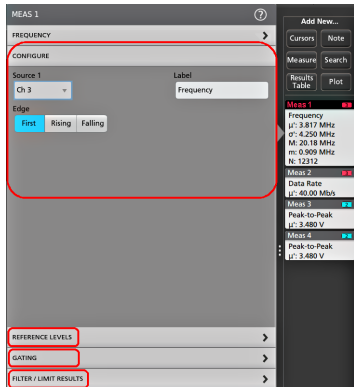 MEAS 1
?
FREQUENCY
CONFIGURE
Source 1
Label
Ch 3
Frequency
Edge
First Rising Falling
REFERENCE LEVELS
GATING
FILTER / LIMIT RESULTS
Add New...
Cursors Note
Measure Search
Results Table Plot
Meas 1
Frequency
µ': 3.817 MHz
σ': 4.250 MHz
M: 20.18 MHz
m: 0.909 MHz
N: 12312
Meas 2
Data Rate
µ': 40.00 Mb/s
Meas 3
2
Peak-to-Peak
µ': 3.480 V
Meas 4
2
Peak-to-Peak
µ': 3.480 V